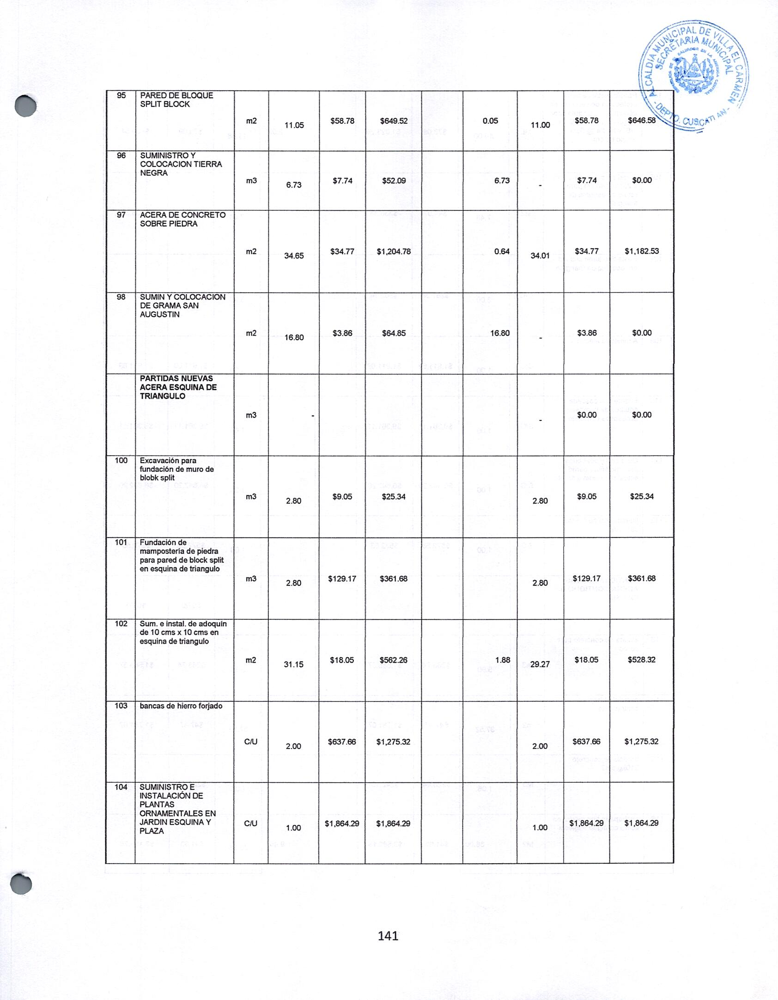 ALCALDIA MUNICIPAL DE VILLA EL CARMEN
SECRETARIA MUNICIPAL
SALVADOR EN LA AMERICA CENTRAL
- DEPTO. CUSCATLAN -
95 PARED DE BLOQUE
SPLIT BLOCK
m2 11.05 $58.78 $649.52 0.05 11.00 $58.78 $646.58
96 SUMINISTRO Y
COLOCACION TIERRA
NEGRA
m3 6.73 $7.74 $52.09 6.73 - $7.74 $0.00
97 ACERA DE CONCRETO
SOBRE PIEDRA
m2 34.65 $34.77 $1,204.78 0.64 34.01 $34.77 $1,182.53
98 SUMIN Y COLOCACION
DE GRAMA SAN
AUGUSTIN
m2 16.80 $3.86 $64.85 16.80 - $3.86 $0.00
PARTIDAS NUEVAS
ACERA ESQUINA DE
TRIANGULO
m3 - - $0.00 $0.00
100 Excavación para
fundación de muro de
blobk split
m3 2.80 $9.05 $25.34 2.80 $9.05 $25.34
101 Fundación de
mampostería de piedra
para pared de block split
en esquina de triangulo
m3 2.80 $129.17 $361.68 2.80 $129.17 $361.68
102 Sum. e instal. de adoquín
de 10 cms x 10 cms en
esquina de triangulo
m2 31.15 $18.05 $562.26 1.88 29.27 $18.05 $528.32
103 bancas de hierro forjado
C/U 2.00 $637.66 $1,275.32 2.00 $637.66 $1,275.32
104 SUMINISTRO E
INSTALACIÓN DE
PLANTAS
ORNAMENTALES EN
JARDIN ESQUINA Y
PLAZA
C/U 1.00 $1,864.29 $1,864.29 1.00 $1,864.29 $1,864.29
141